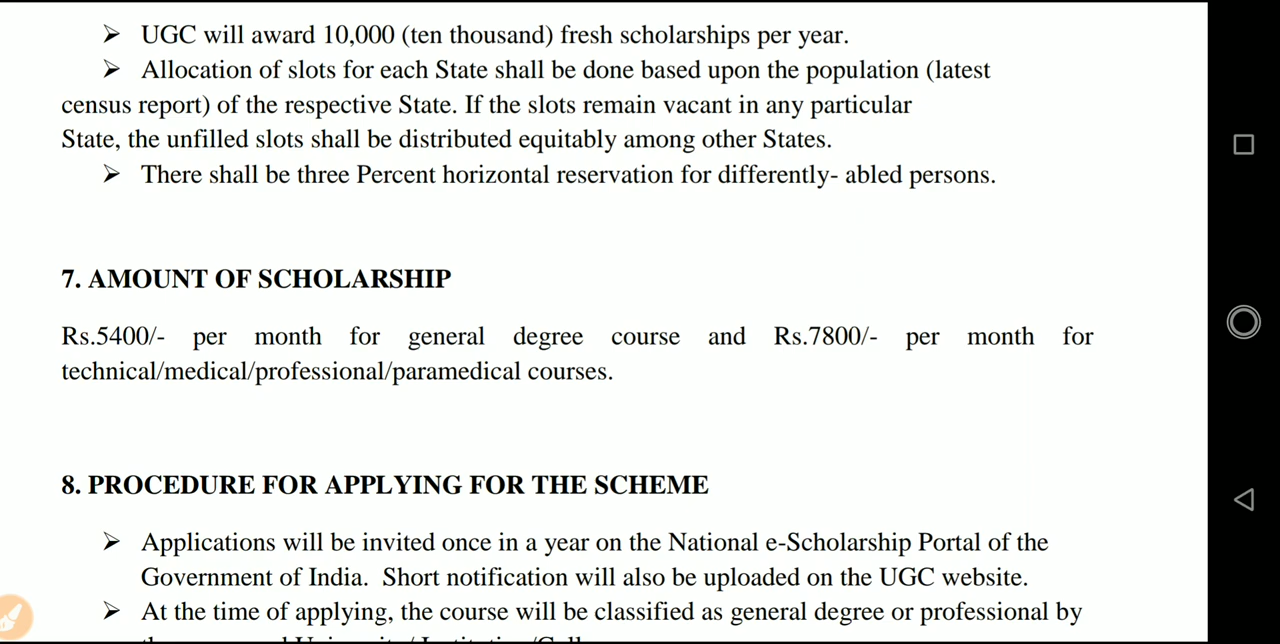 ➢ UGC will award 10,000 (ten thousand) fresh scholarships per year.
➢ Allocation of slots for each State shall be done based upon the population (latest
census report) of the respective State. If the slots remain vacant in any particular
State, the unfilled slots shall be distributed equitably among other States.
➢ There shall be three Percent horizontal reservation for differently- abled persons.
7. AMOUNT OF SCHOLARSHIP
Rs.5400/- per month for general degree course and Rs.7800/- per month for
technical/medical/professional/paramedical courses.
8. PROCEDURE FOR APPLYING FOR THE SCHEME
➢ Applications will be invited once in a year on the National e-Scholarship Portal of the
Government of India.  Short notification will also be uploaded on the UGC website.
➢ At the time of applying, the course will be classified as general degree or professional by